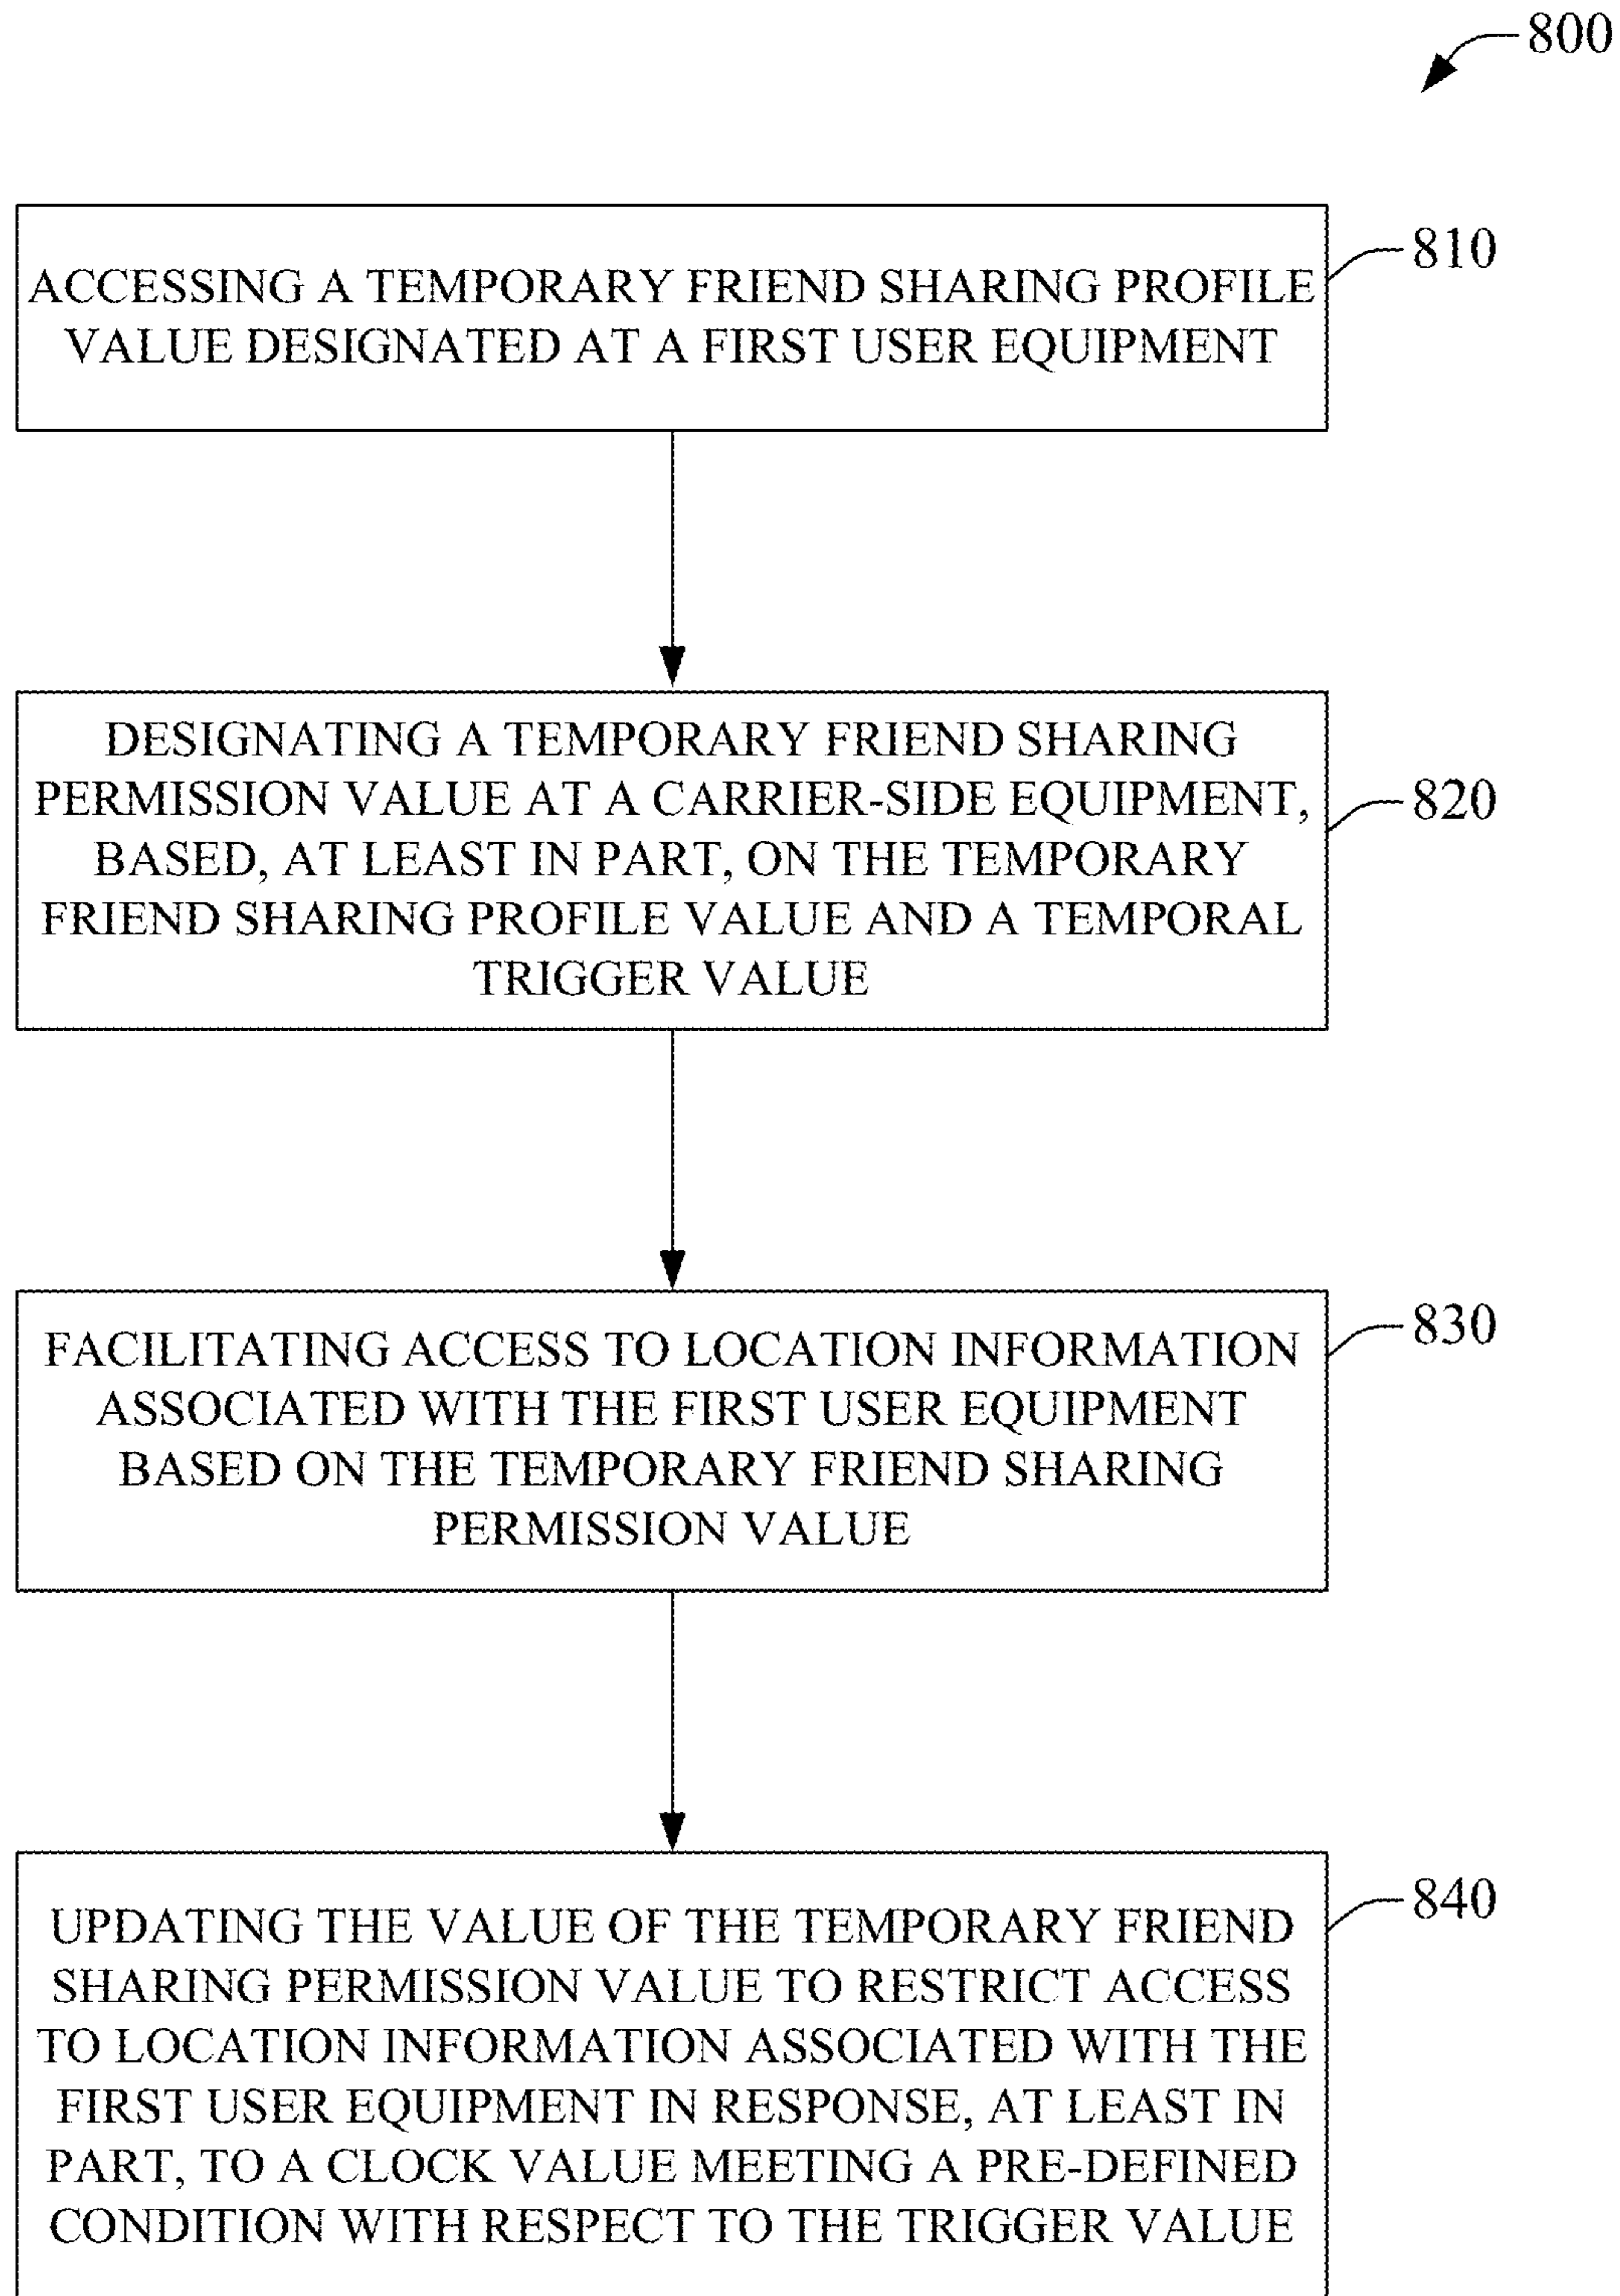 800
ACCESSING A TEMPORARY FRIEND SHARING PROFILE
VALUE DESIGNATED AT A FIRST USER EQUIPMENT
810
DESIGNATING A TEMPORARY FRIEND SHARING
PERMISSION VALUE AT A CARRIER-SIDE EQUIPMENT,
BASED, AT LEAST IN PART, ON THE TEMPORARY
FRIEND SHARING PROFILE VALUE AND A TEMPORAL
TRIGGER VALUE
820
FACILITATING ACCESS TO LOCATION INFORMATION
ASSOCIATED WITH THE FIRST USER EQUIPMENT
BASED ON THE TEMPORARY FRIEND SHARING
PERMISSION VALUE
830
UPDATING THE VALUE OF THE TEMPORARY FRIEND
SHARING PERMISSION VALUE TO RESTRICT ACCESS
TO LOCATION INFORMATION ASSOCIATED WITH THE
FIRST USER EQUIPMENT IN RESPONSE, AT LEAST IN
PART, TO A CLOCK VALUE MEETING A PRE-DEFINED
CONDITION WITH RESPECT TO THE TRIGGER VALUE
840